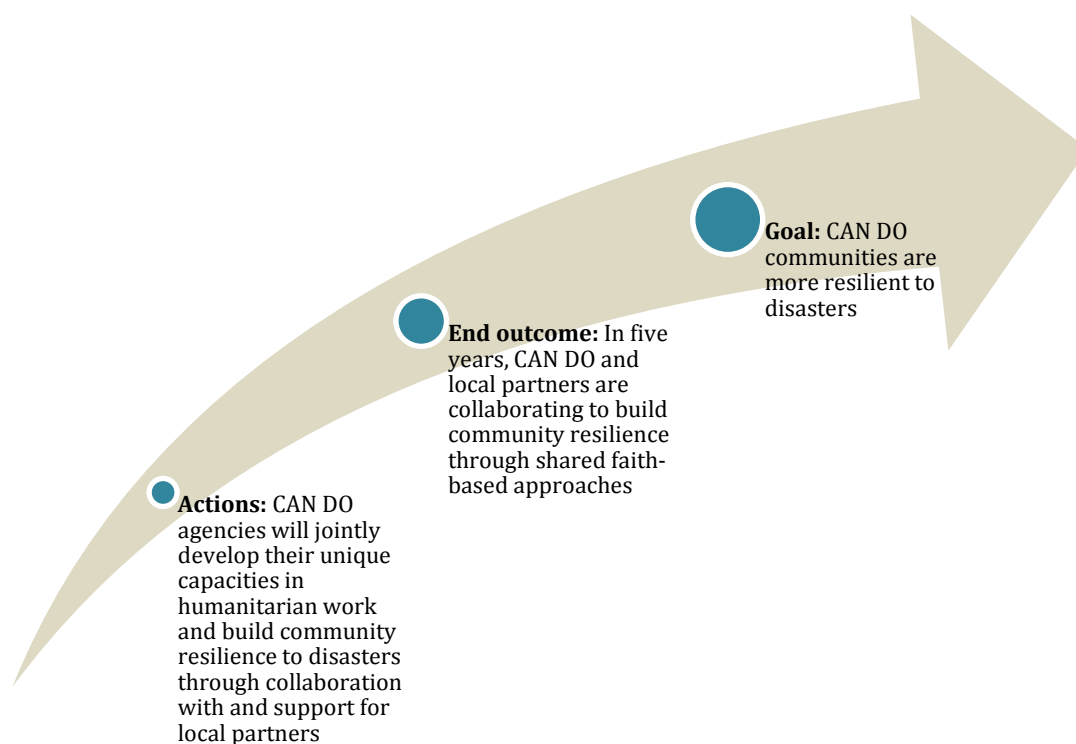 Goal: CAN DO
communities are
more resilient to
disasters
End outcome: In five
years, CAN DO and
local partners are
collaborating to build
community resilience
through shared faith-
based approaches
Actions: CAN DO
agencies will jointly
develop their unique
capacities in
humanitarian work
and build community
resilience to disasters
through collaboration
with and support for
local partners